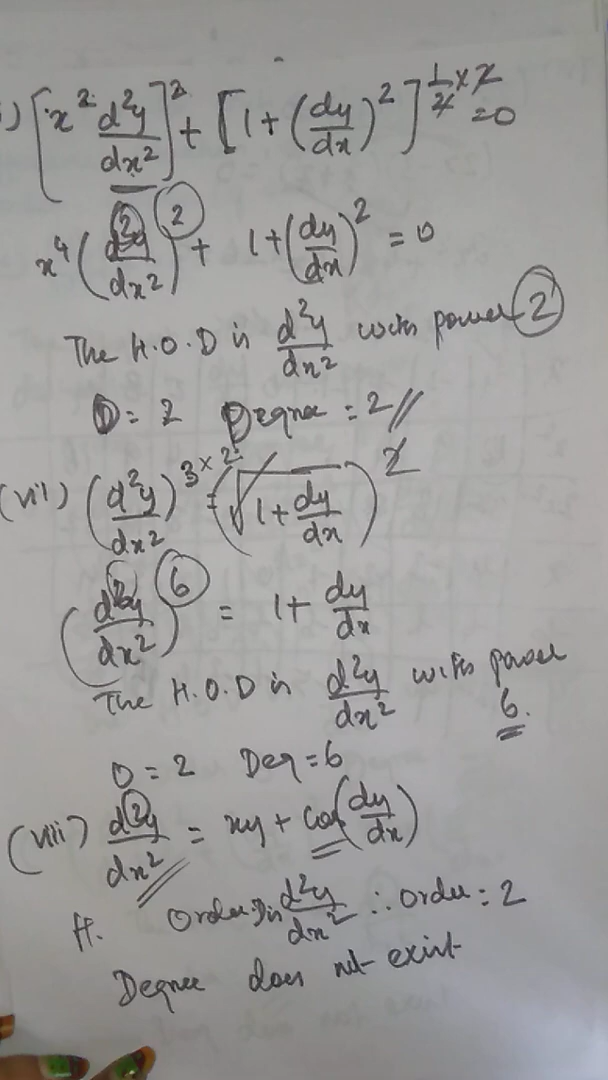 ) [x² d²y/dx²]² + [1 + (dy/dx)²]^(1/2 × 2) = 0
x⁴ (d²y/dx²)² + 1 + (dy/dx)² = 0
The H.O.D is d²y/dx² with power 2
O = 2 Degree = 2 //
(vii) (d²y/dx²)^(3 × 2) = (√(1 + dy/dx))²
(d²y/dx²)⁶ = 1 + dy/dx
The H.O.D is d²y/dx² with power
6.
O = 2 Deg = 6
(viii) d²y/dx² = xy + cos(dy/dx)
H. Order D is d²y/dx² ∴ order = 2
Degree does not exist